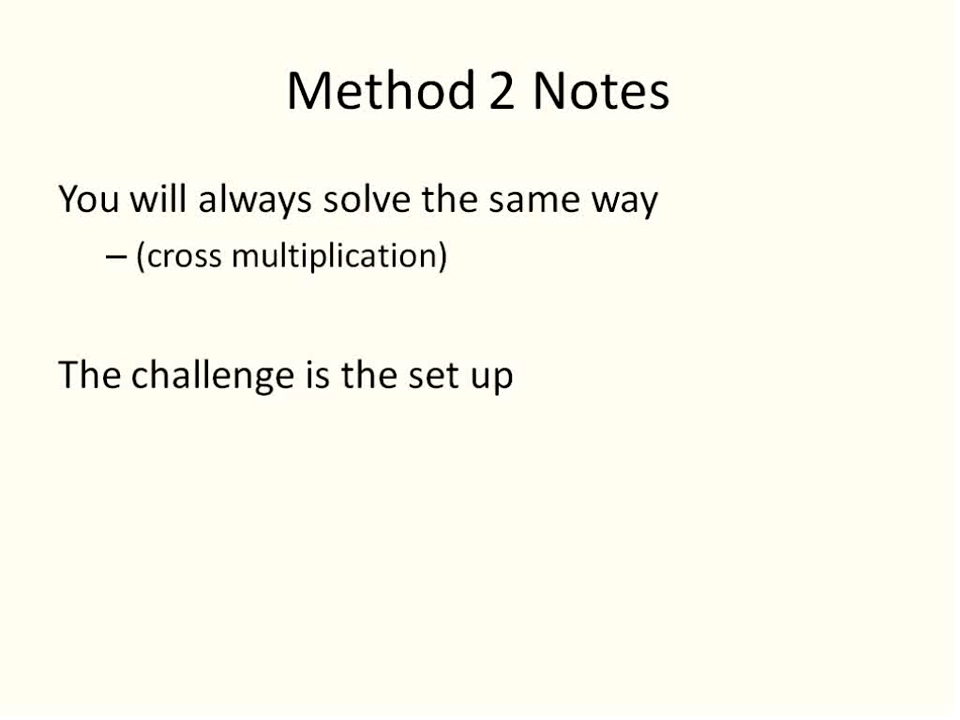 Method 2 Notes
You will always solve the same way
– (cross multiplication)
The challenge is the set up